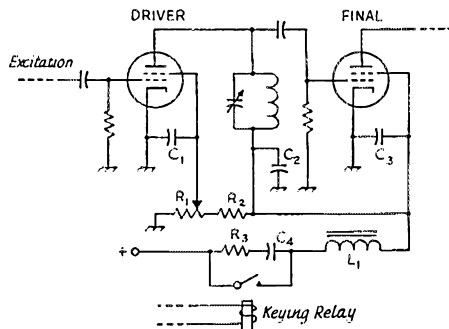 DRIVER
FINAL
Excitation
C1
C2
C3
R1
R2
R3
C4
+
L1
Keying Relay